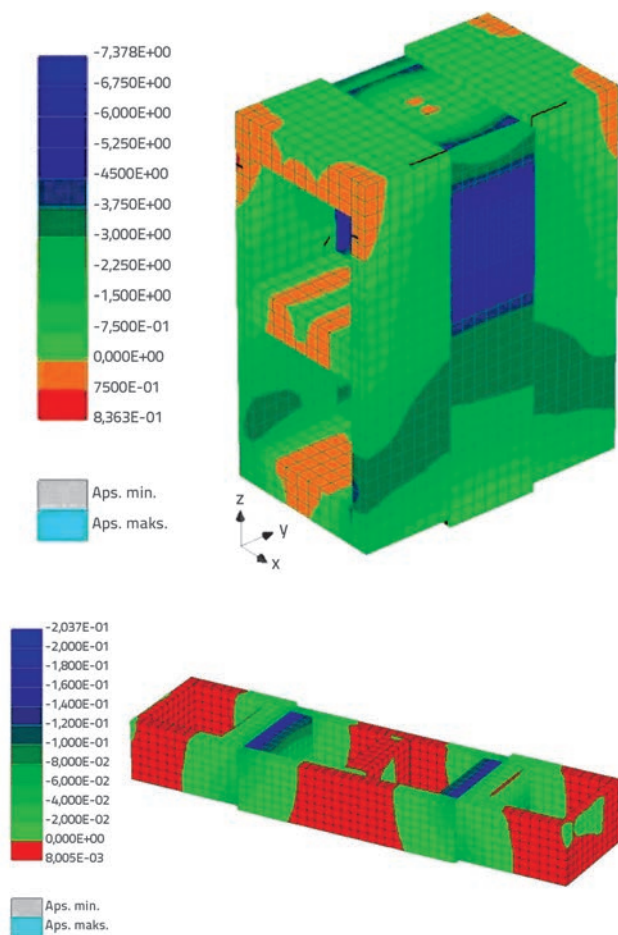 -7,378E+00
-6,750E+00
-6,000E+00
-5,250E+00
-4500E+00
-3,750E+00
-3,000E+00
-2,250E+00
-1,500E+00
-7,500E-01
0,000E+00
7500E-01
8,363E-01
Aps. min.
Aps. maks.
z
y
x
-2,037E-01
-2,000E-01
-1,800E-01
-1,600E-01
-1,400E-01
-1,200E-01
-1,000E-01
-8,000E-02
-6,000E-02
-4,000E-02
-2,000E-02
0,000E+00
8,005E-03
Aps. min.
Aps. maks.